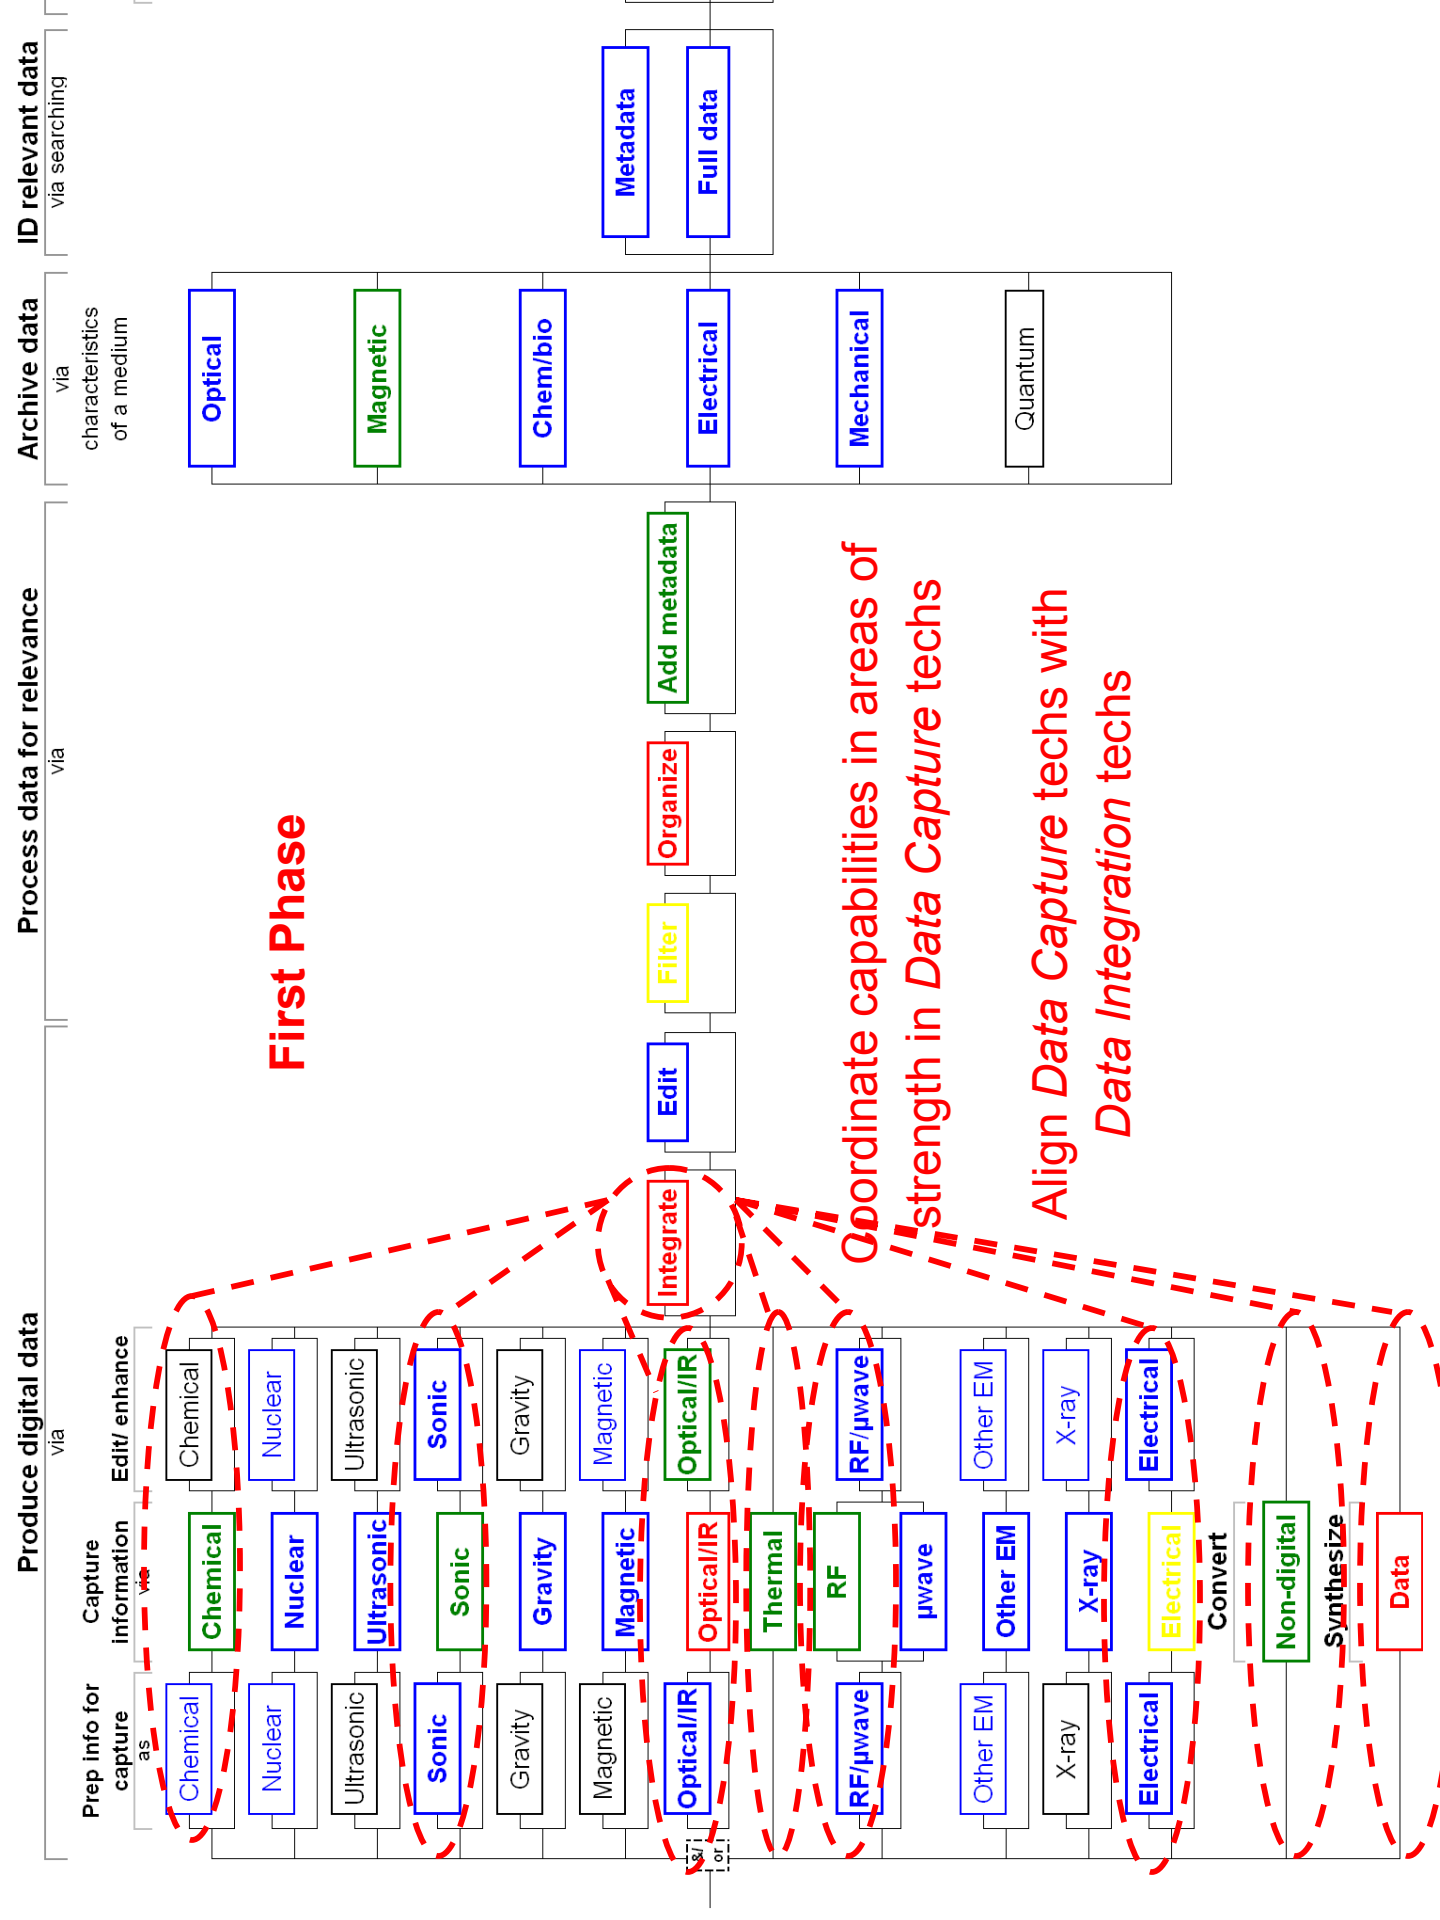 Produce digital data
via
Process data for relevance
via
Archive data
via
characteristics
of a medium
ID relevant data
via searching
Prep info for
capture
as
Capture
information
via
Edit/ enhance
First Phase
Chemical
Chemical
Chemical
Optical
Nuclear
Nuclear
Nuclear
Ultrasonic
Ultrasonic
Ultrasonic
Magnetic
Sonic
Sonic
Sonic
Gravity
Gravity
Gravity
Chem/bio
Magnetic
Magnetic
Magnetic
Metadata
Integrate
Edit
Filter
Organize
Add metadata
&/
or
Optical/IR
Optical/IR
Optical/IR
Electrical
Full data
Thermal
RF
RF/µwave
RF/µwave
µwave
Mechanical
Coordinate capabilities in areas of
strength in Data Capture techs
Other EM
Other EM
Other EM
Quantum
X-ray
X-ray
X-ray
Align Data Capture techs with
Data Integration techs
Electrical
Electrical
Electrical
Convert
Non-digital
Synthesize
Data